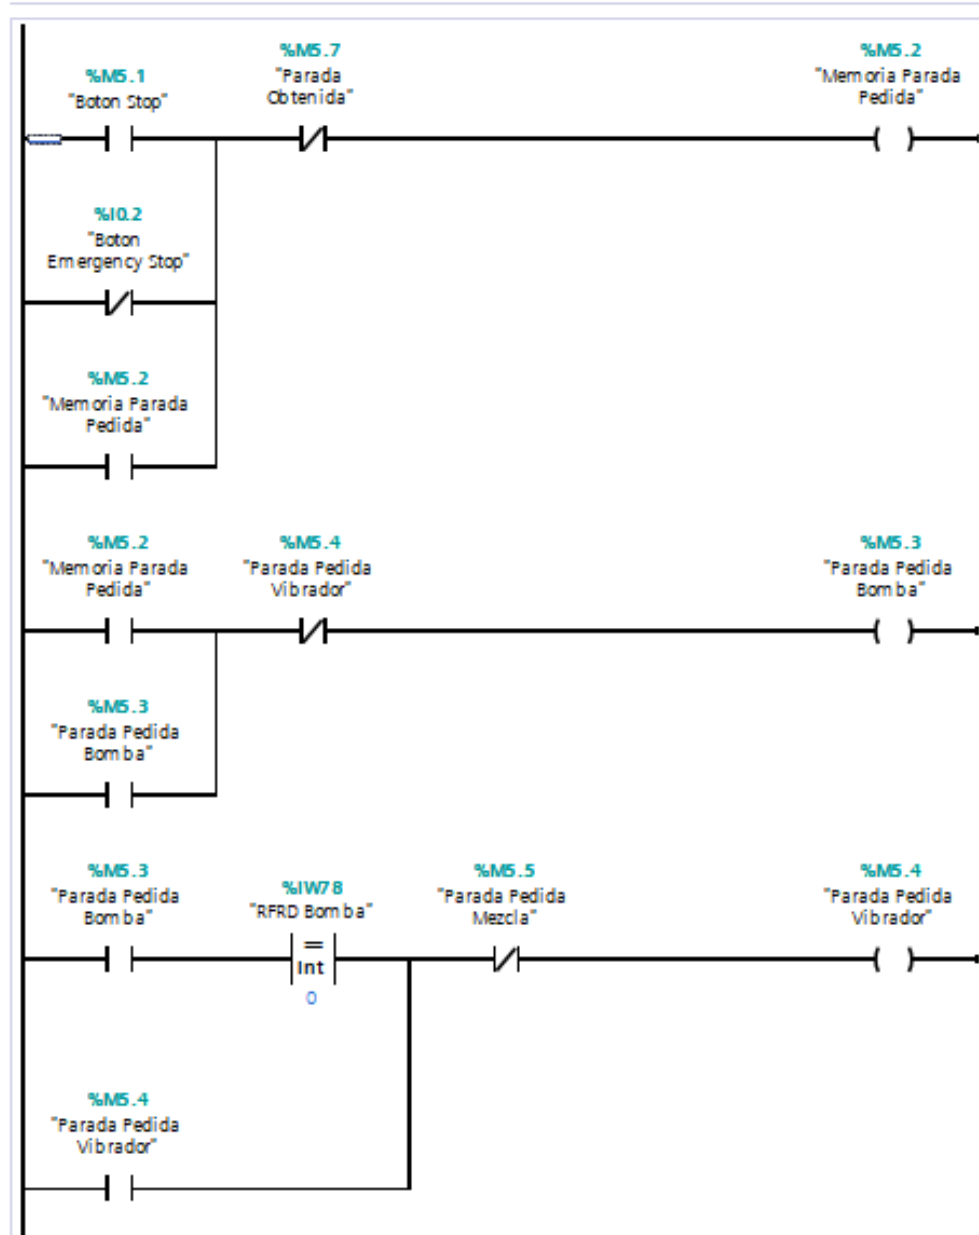 %M5.1
"Boton Stop"
%M5.7
"Parada
Obtenida"
%M5.2
"Memoria Parada
Pedida"
%I0.2
"Boton
Emergency Stop"
%M5.2
"Memoria Parada
Pedida"
%M5.2
"Memoria Parada
Pedida"
%M5.4
"Parada Pedida
Vibrador"
%M5.3
"Parada Pedida
Bomba"
%M5.3
"Parada Pedida
Bomba"
%M5.3
"Parada Pedida
Bomba"
%IW78
"RFRD Bomba"
=
Int
0
%M5.5
"Parada Pedida
Mezcla"
%M5.4
"Parada Pedida
Vibrador"
%M5.4
"Parada Pedida
Vibrador"